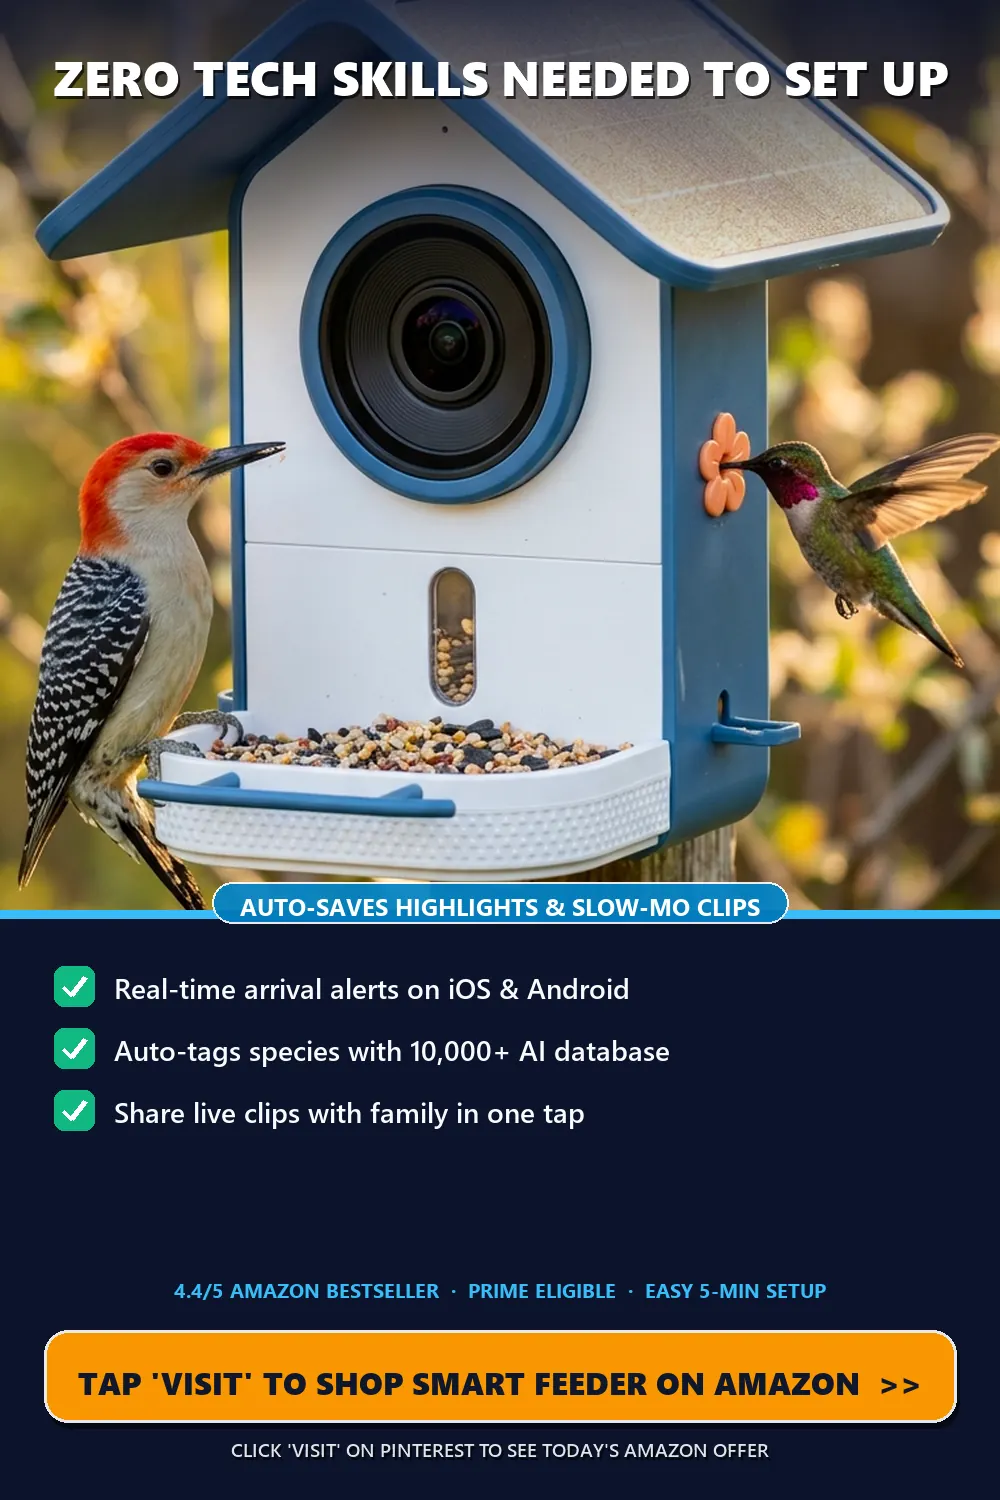 ZERO TECH SKILLS NEEDED TO SET UP
AUTO-SAVES HIGHLIGHTS & SLOW-MO CLIPS
Real-time arrival alerts on iOS & Android
Auto-tags species with 10,000+ AI database
Share live clips with family in one tap
4.4/5 AMAZON BESTSELLER · PRIME ELIGIBLE · EASY 5-MIN SETUP
TAP 'VISIT' TO SHOP SMART FEEDER ON AMAZON >>
CLICK 'VISIT' ON PINTEREST TO SEE TODAY'S AMAZON OFFER